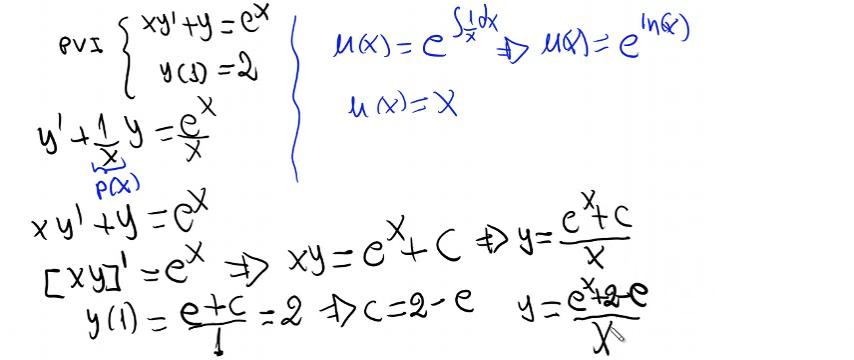 PVI { xy' + y = e^x
y(1) = 2
y' + 1/x y = e^x/x
P(x)
xy' + y = e^x
[xy]' = e^x ⇒ xy = e^x + C ⇒ y = (e^x + C)/x
y(1) = (e + C)/1 = 2 ⇒ C = 2 - e y = (e^x + 2 - e)/x
μ(x) = e^{∫ 1/x dx} ⇒ μ(x) = e^{ln(x)}
μ(x) = x